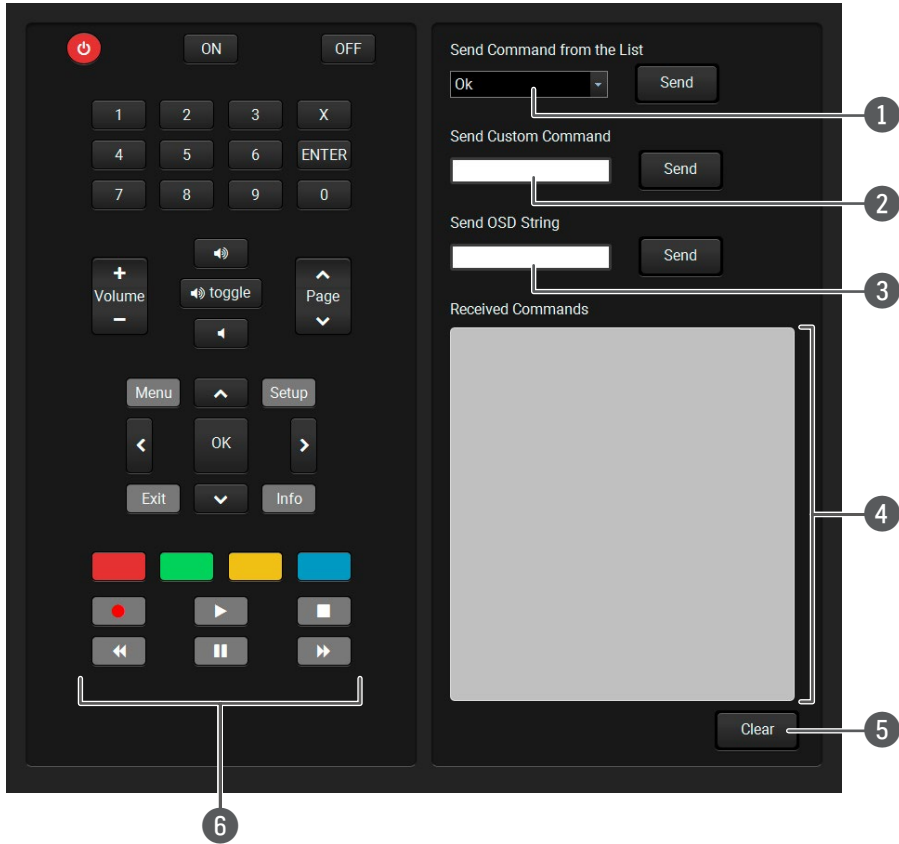 ON OFF
1 2 3 X
4 5 6 ENTER
7 8 9 0
+
Volume
−
toggle
Page
Menu Setup
OK
Exit Info
Send Command from the List
Ok Send
1
Send Custom Command
Send
2
Send OSD String
Send
3
Received Commands
4
Clear
5
6